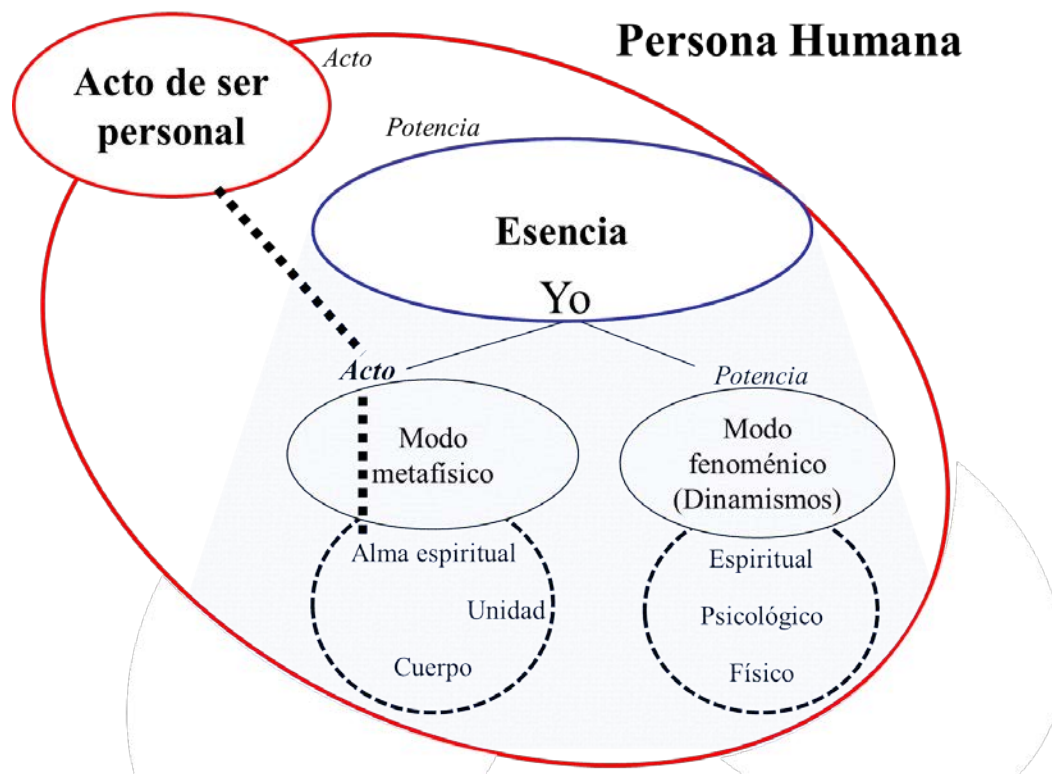 Persona Humana
Acto
Acto de ser
personal
Potencia
Esencia
Yo
Acto
Potencia
Modo
metafísico
Modo
fenoménico
(Dinamismos)
Alma espiritual
Unidad
Cuerpo
Espiritual
Psicológico
Físico